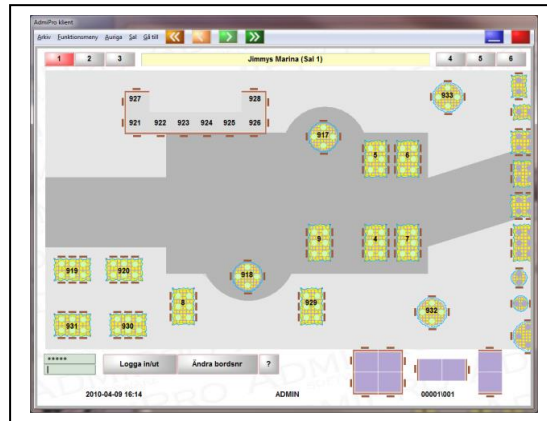 AdmiPro klient
Arkiv Funktionsmeny Övriga Sal Gå till
1 2 3 Jimmys Marina (Sal 1) 4 5 6
927 928
921 922 923 924 925 926
917
933
5 6
9 4 7
919 920
918
8 929
932
931 930
*****
Logga in/ut Ändra bordsnr ?
2010-04-09 16:14 ADMIN 00001\001